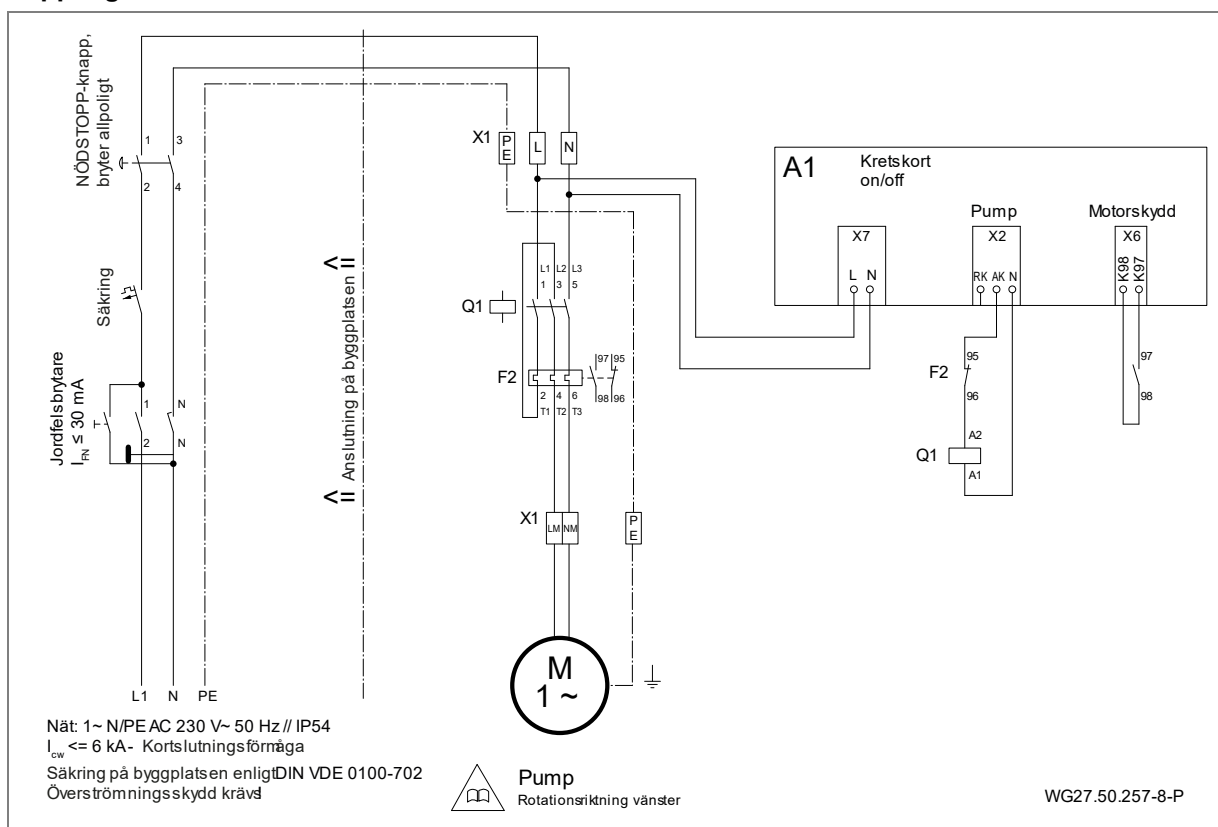 NÖDSTOPP-knapp,
bryter allpoligt
1 3
2 4
Säkring
Jordfelsbrytare
IFN ≤ 30 mA
1 N
2 N
L1 N PE
<= Anslutning på byggplatsen <=
X1 PE L N
L1 L2 L3
1 3 5
Q1
F2
97 95
98 96
2 4 6
T1 T2 T3
X1 LM NM PE
M
1 ~
A1 Kretskort
on/off
Pump Motorskydd
X7 X2 X6
L N RK AK N K98 K97
F2 95
96
97
98
Q1 A2
A1
Nät: 1~ N/PE AC 230 V~ 50 Hz // IP54
Icw <= 6 kA - Kortslutningsförmåga
Säkring på byggplatsen enligt DIN VDE 0100-702
Överströmningsskydd krävs!
Pump
Rotationsriktning vänster
WG27.50.257-8-P